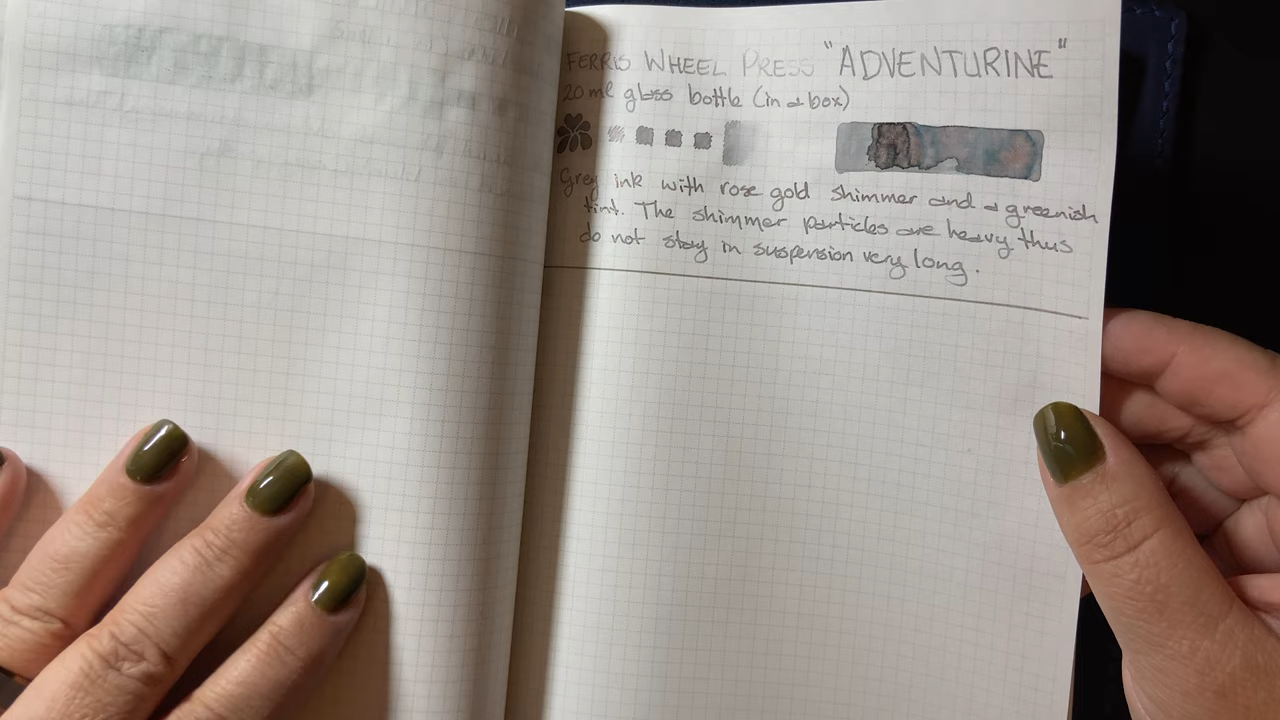 FERRIS WHEEL PRESS "ADVENTURINE"
20 ml glass bottle (in a box)
Grey ink with rose gold shimmer and a greenish
tint. The shimmer particles are heavy thus
do not stay in suspension very long.